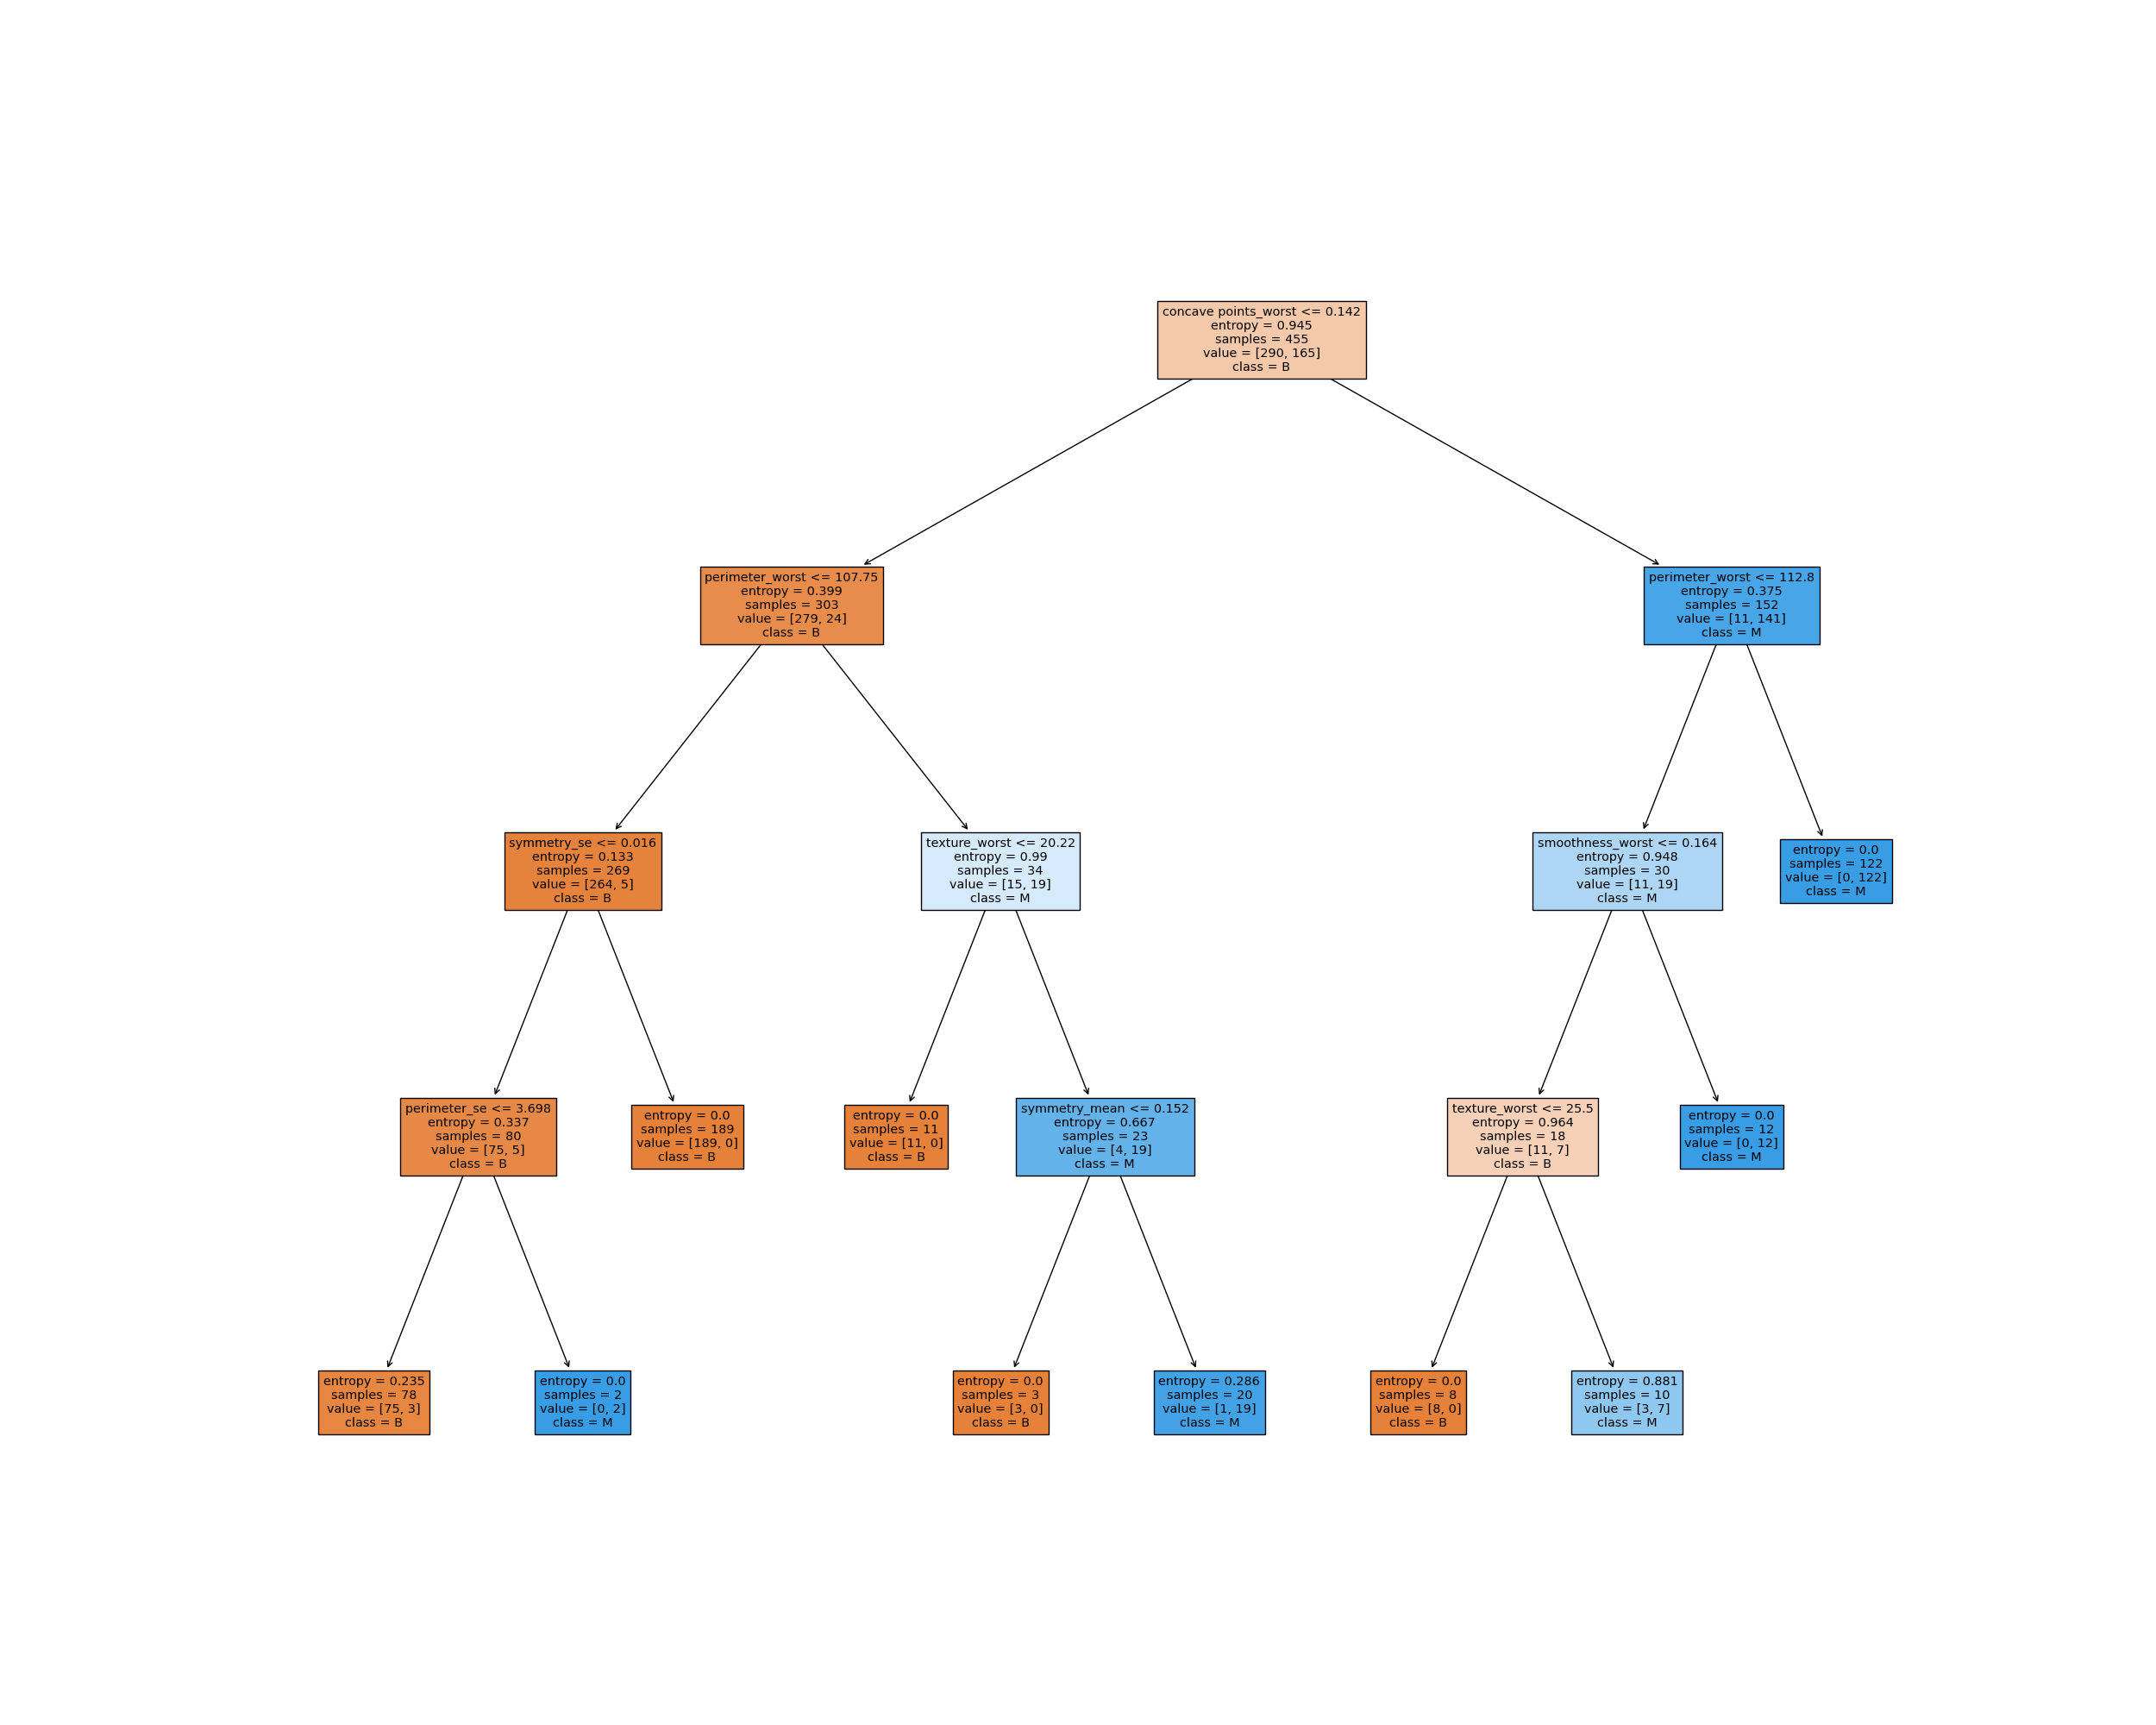 concave points_worst <= 0.142
entropy = 0.945
samples = 455
value = [290, 165]
class = B
perimeter_worst <= 107.75
entropy = 0.399
samples = 303
value = [279, 24]
class = B
perimeter_worst <= 112.8
entropy = 0.375
samples = 152
value = [11, 141]
class = M
symmetry_se <= 0.016
entropy = 0.133
samples = 269
value = [264, 5]
class = B
texture_worst <= 20.22
entropy = 0.99
samples = 34
value = [15, 19]
class = M
smoothness_worst <= 0.164
entropy = 0.948
samples = 30
value = [11, 19]
class = M
entropy = 0.0
samples = 122
value = [0, 122]
class = M
perimeter_se <= 3.698
entropy = 0.337
samples = 80
value = [75, 5]
class = B
entropy = 0.0
samples = 189
value = [189, 0]
class = B
entropy = 0.0
samples = 11
value = [11, 0]
class = B
symmetry_mean <= 0.152
entropy = 0.667
samples = 23
value = [4, 19]
class = M
texture_worst <= 25.5
entropy = 0.964
samples = 18
value = [11, 7]
class = B
entropy = 0.0
samples = 12
value = [0, 12]
class = M
entropy = 0.235
samples = 78
value = [75, 3]
class = B
entropy = 0.0
samples = 2
value = [0, 2]
class = M
entropy = 0.0
samples = 3
value = [3, 0]
class = B
entropy = 0.286
samples = 20
value = [1, 19]
class = M
entropy = 0.0
samples = 8
value = [8, 0]
class = B
entropy = 0.881
samples = 10
value = [3, 7]
class = M